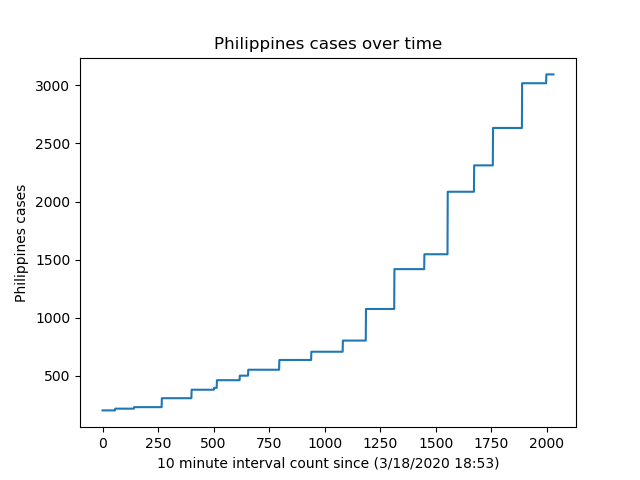 Philippines cases over time
Philippines cases
3000
2500
2000
1500
1000
500
0 250 500 750 1000 1250 1500 1750 2000
10 minute interval count since (3/18/2020 18:53)